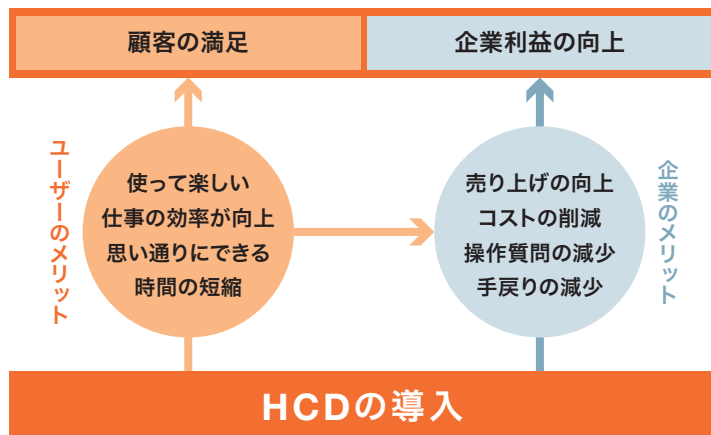 顧客の満足
企業利益の向上
ユーザーのメリット
使って楽しい
仕事の効率が向上
思い通りにできる
時間の短縮
売り上げの向上
コストの削減
操作質問の減少
手戻りの減少
企業のメリット
HCDの導入